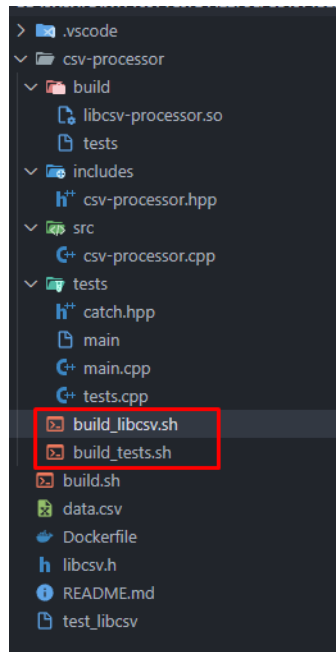 .vscode
csv-processor
build
libcsv-processor.so
tests
includes
csv-processor.hpp
src
csv-processor.cpp
tests
catch.hpp
main
main.cpp
tests.cpp
build_libcsv.sh
build_tests.sh
build.sh
data.csv
Dockerfile
libcsv.h
README.md
test_libcsv